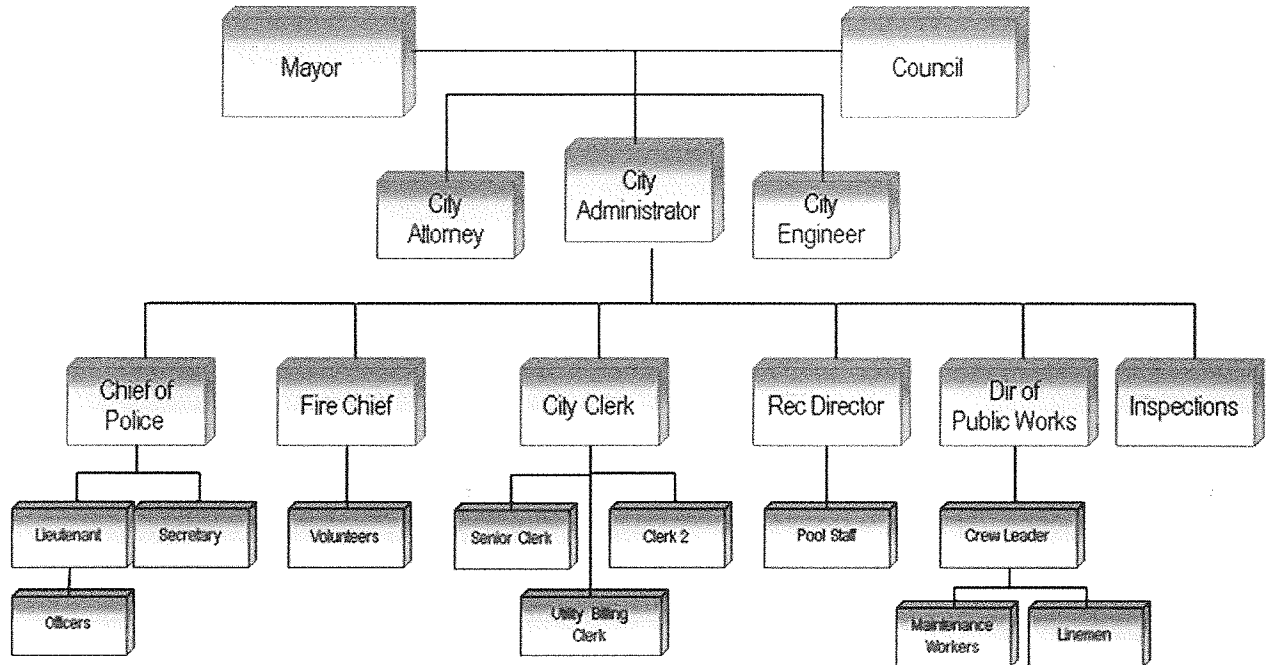 Mayor
Council
City
Attorney
City
Administrator
City
Engineer
Chief of
Police
Fire Chief
City Clerk
Rec Director
Dir of
Public Works
Inspections
Lieutenant
Secretary
Volunteers
Senior Clerk
Clerk 2
Pool Staff
Crew Leader
Officers
Utility Billing
Clerk
Maintenance
Workers
Linemen